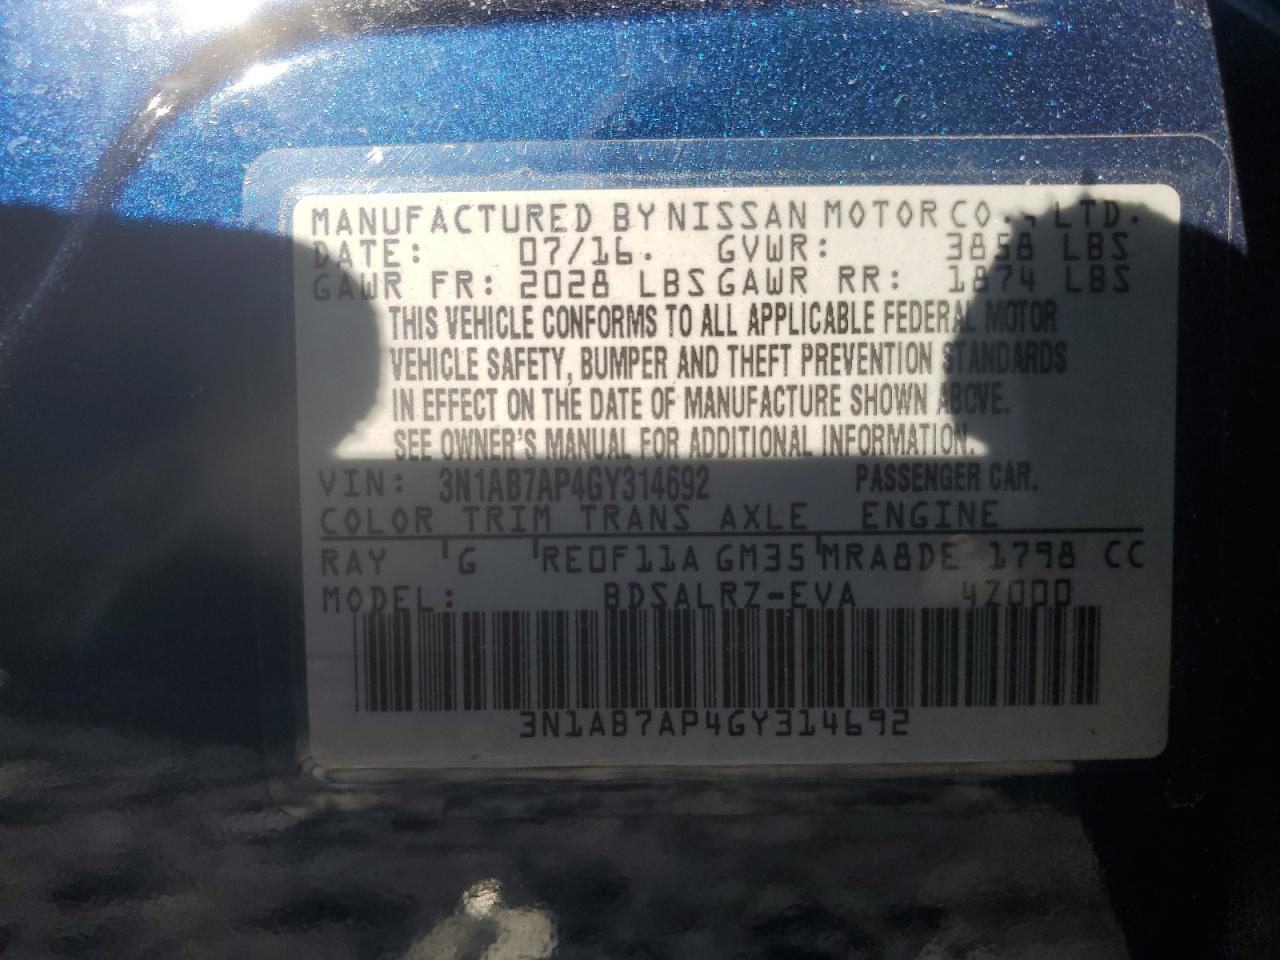 MANUFACTURED BY NISSAN MOTOR CO., LTD.
DATE: 07/16. GVWR: 3858 LBS
GAWR FR: 2028 LBS GAWR RR: 1874 LBS
THIS VEHICLE CONFORMS TO ALL APPLICABLE FEDERAL MOTOR
VEHICLE SAFETY, BUMPER AND THEFT PREVENTION STANDARDS
IN EFFECT ON THE DATE OF MANUFACTURE SHOWN ABOVE.
SEE OWNER'S MANUAL FOR ADDITIONAL INFORMATION.
VIN: 3N1AB7AP4GY314692 PASSENGER CAR.
COLOR TRIM TRANS AXLE ENGINE
RAY G RE0F11A GM35 MRA8DE 1798 CC
MODEL: BDSALRZ-EVA 4Z000
3N1AB7AP4GY314692